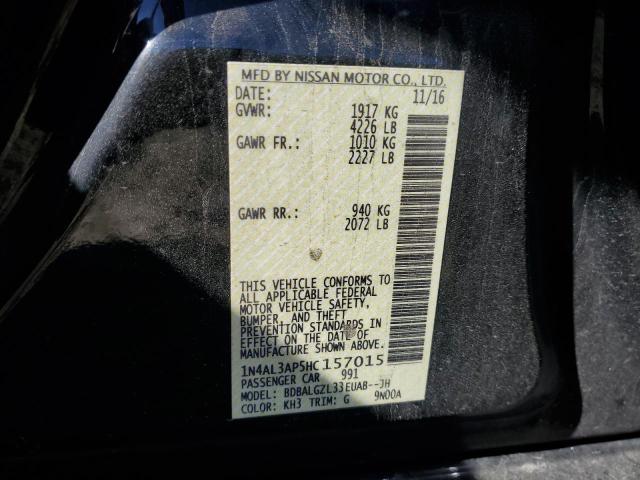 MFD BY NISSAN MOTOR CO., LTD.
DATE: 11/16
GVWR: 1917 KG
4226 LB
GAWR FR.: 1010 KG
2227 LB
GAWR RR.: 940 KG
2072 LB
THIS VEHICLE CONFORMS TO
ALL APPLICABLE FEDERAL
MOTOR VEHICLE SAFETY,
BUMPER, AND THEFT
PREVENTION STANDARDS IN
EFFECT ON THE DATE OF
MANUFACTURE SHOWN ABOVE.
1N4AL3AP5HC157015
PASSENGER CAR 991
MODEL: BDBALGZL33EUAB--JH
COLOR: KH3 TRIM: G 9N00A